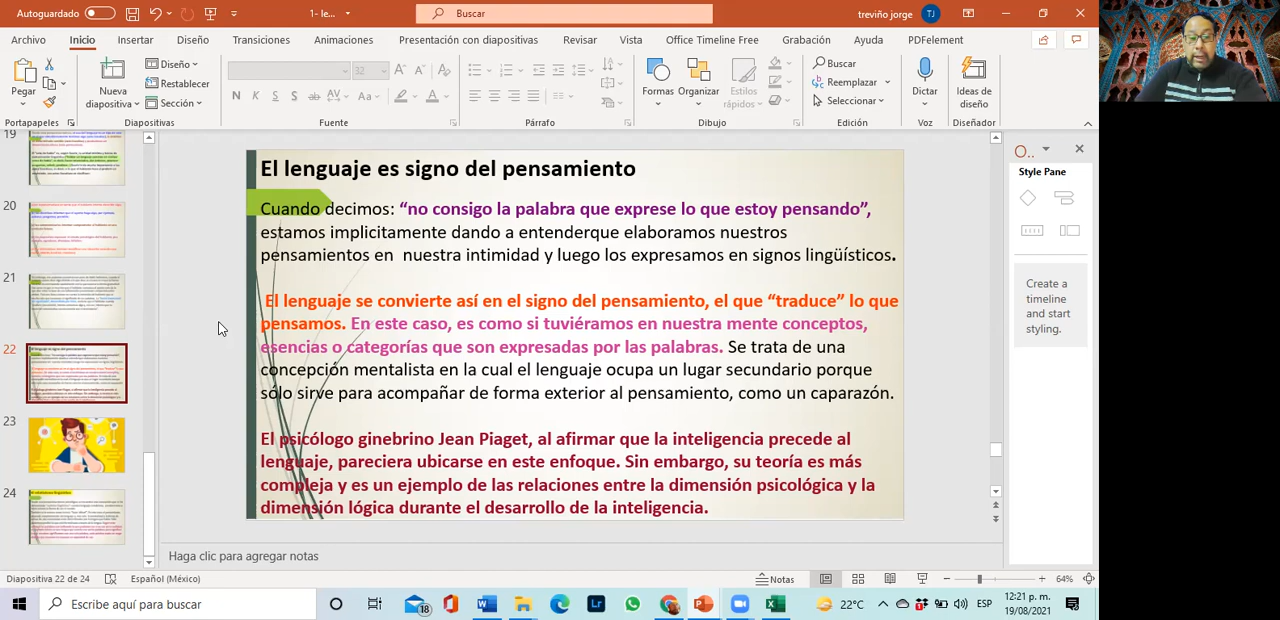 Autoguardado
1- le...
Buscar
treviño jorge
TJ
Archivo
Inicio
Insertar
Diseño
Transiciones
Animaciones
Presentación con diapositivas
Revisar
Vista
Office Timeline Free
Grabación
Ayuda
PDFelement
Pegar
Nueva
diapositiva
Diseño
Restablecer
Sección
32
N K S S ab AV Aa A
Formas
Organizar
Estilos
rápidos
Buscar
Reemplazar
Seleccionar
Dictar
Ideas de
diseño
Portapapeles
Diapositivas
Fuente
Párrafo
Dibujo
Edición
Voz
Diseñador
19
20
21
22
23
24
El lenguaje es signo del pensamiento
Cuando decimos: “no consigo la palabra que exprese lo que estoy pensando”,
estamos implicitamente dando a entenderque elaboramos nuestros
pensamientos en nuestra intimidad y luego los expresamos en signos lingüísticos.
El lenguaje se convierte así en el signo del pensamiento, el que “traduce” lo que
pensamos. En este caso, es como si tuviéramos en nuestra mente conceptos,
esencias o categorías que son expresadas por las palabras. Se trata de una
concepción mentalista en la cual el lenguaje ocupa un lugar secundario porque
sólo sirve para acompañar de forma exterior al pensamiento, como un caparazón.
El psicólogo ginebrino Jean Piaget, al afirmar que la inteligencia precede al
lenguaje, pareciera ubicarse en este enfoque. Sin embargo, su teoría es más
compleja y es un ejemplo de las relaciones entre la dimensión psicológica y la
dimensión lógica durante el desarrollo de la inteligencia.
O..
Style Pane
Create a
timeline
and start
styling.
Haga clic para agregar notas
Diapositiva 22 de 24
Español (México)
Notas
64%
Escribe aquí para buscar
18
22°C
ESP
12:21 p. m.
19/08/2021